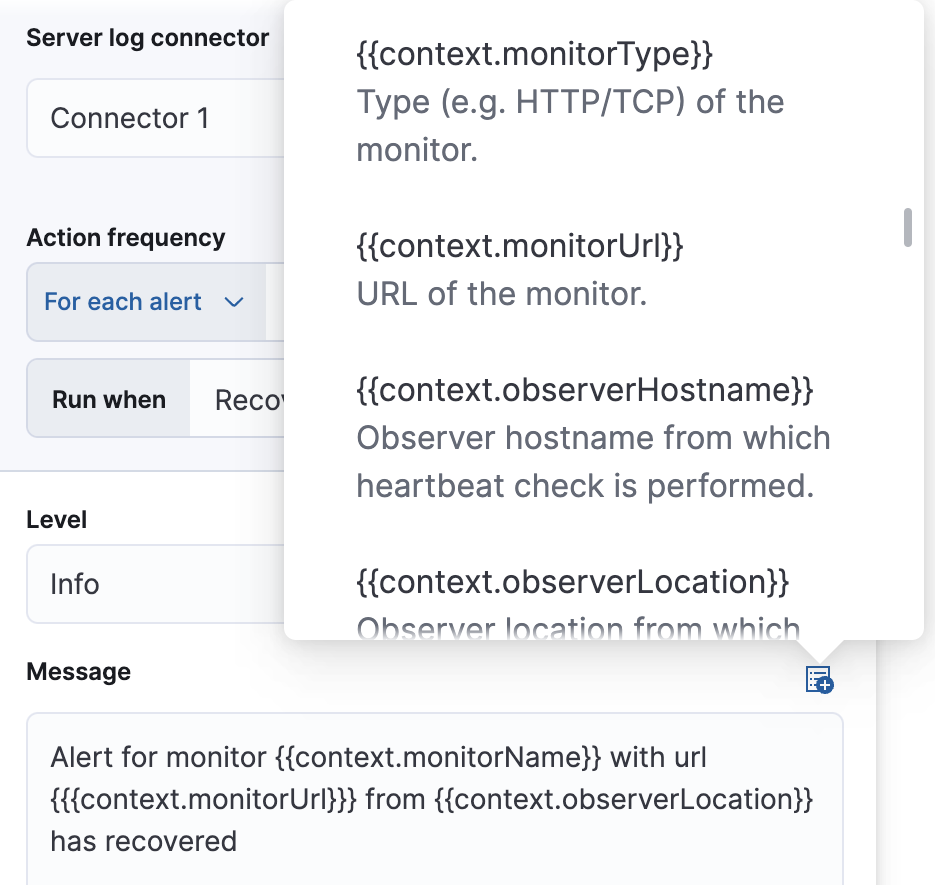 Server log connector
Connector 1
Action frequency
For each alert
Run when
Level
Info
Message
{{context.monitorType}}
Type (e.g. HTTP/TCP) of the
monitor.
{{context.monitorUrl}}
URL of the monitor.
{{context.observerHostname}}
Observer hostname from which
heartbeat check is performed.
{{context.observerLocation}}
Observer location from which
Alert for monitor {{context.monitorName}} with url
{{{context.monitorUrl}}} from {{context.observerLocation}}
has recovered